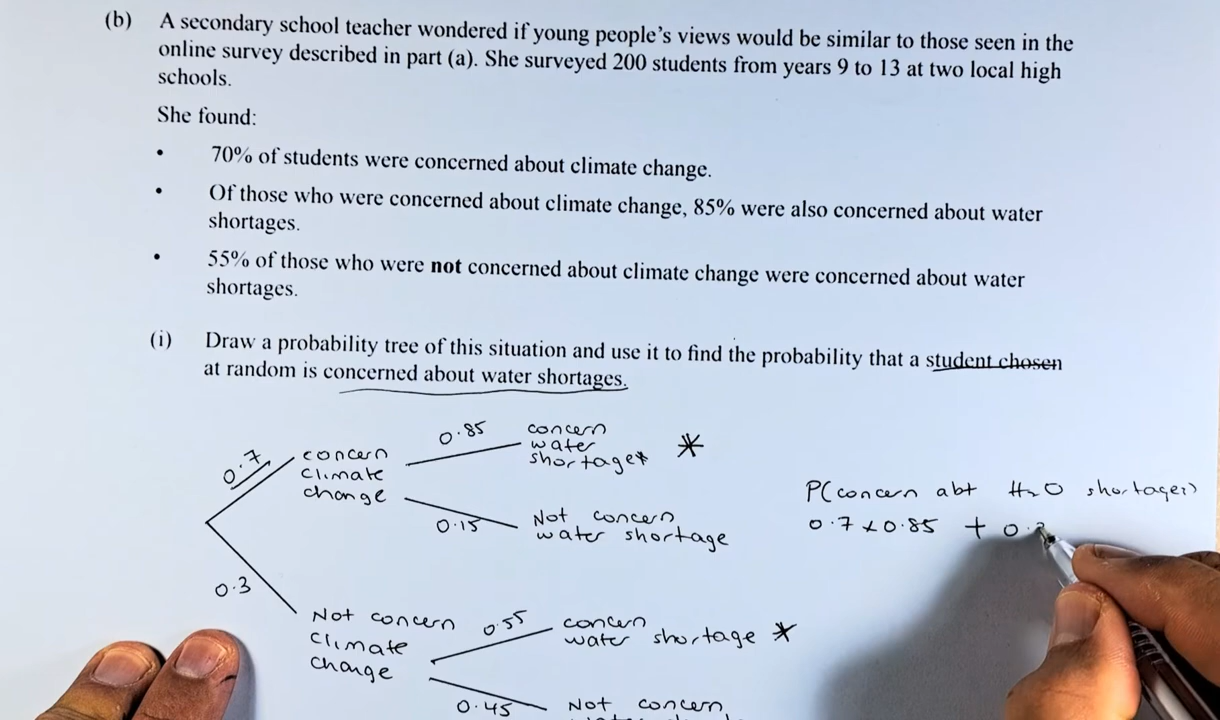 (b) A secondary school teacher wondered if young people's views would be similar to those seen in the
online survey described in part (a). She surveyed 200 students from years 9 to 13 at two local high
schools.
She found:
• 70% of students were concerned about climate change.
• Of those who were concerned about climate change, 85% were also concerned about water
shortages.
• 55% of those who were not concerned about climate change were concerned about water
shortages.
(i) Draw a probability tree of this situation and use it to find the probability that a student chosen
at random is concerned about water shortages.
0.7
concern
climate
change
0.85
concern
water
shortage
*
0.15
Not concern
water shortage
P(concern abt H2O shortages)
0.7 x 0.85 + 0.
0.3
Not concern
climate
change
0.55
concern
water shortage *
0.45
Not concern